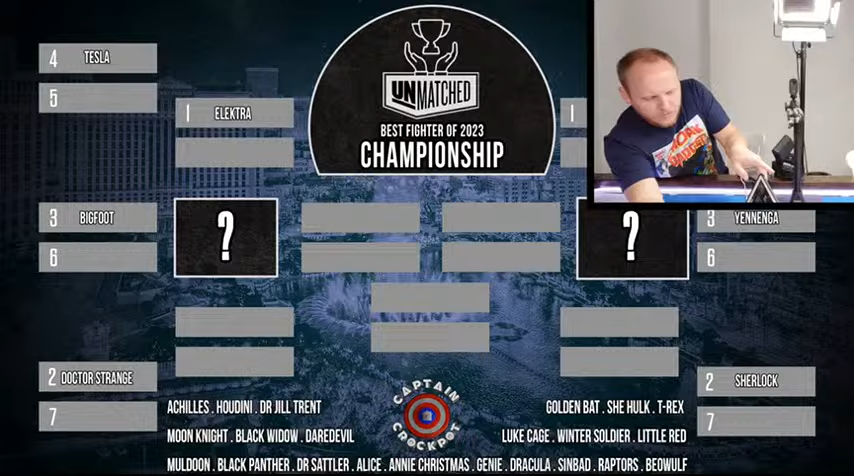 4 TESLA
5
1 ELEKTRA
UNMATCHED
BEST FIGHTER OF 2023
CHAMPIONSHIP
1
3 BIGFOOT
6
?
?
3 YENNENGA
6
2 DOCTOR STRANGE
7
2 SHERLOCK
7
ACHILLES . HOUDINI . DR JILL TRENT
MOON KNIGHT . BLACK WIDOW . DAREDEVIL
CAPTAIN
CROCKPOT
GOLDEN BAT . SHE HULK . T-REX
LUKE CAGE . WINTER SOLDIER . LITTLE RED
MULDOON . BLACK PANTHER . DR SATTLER . ALICE . ANNIE CHRISTMAS . GENIE . DRACULA . SINBAD . RAPTORS . BEOWULF